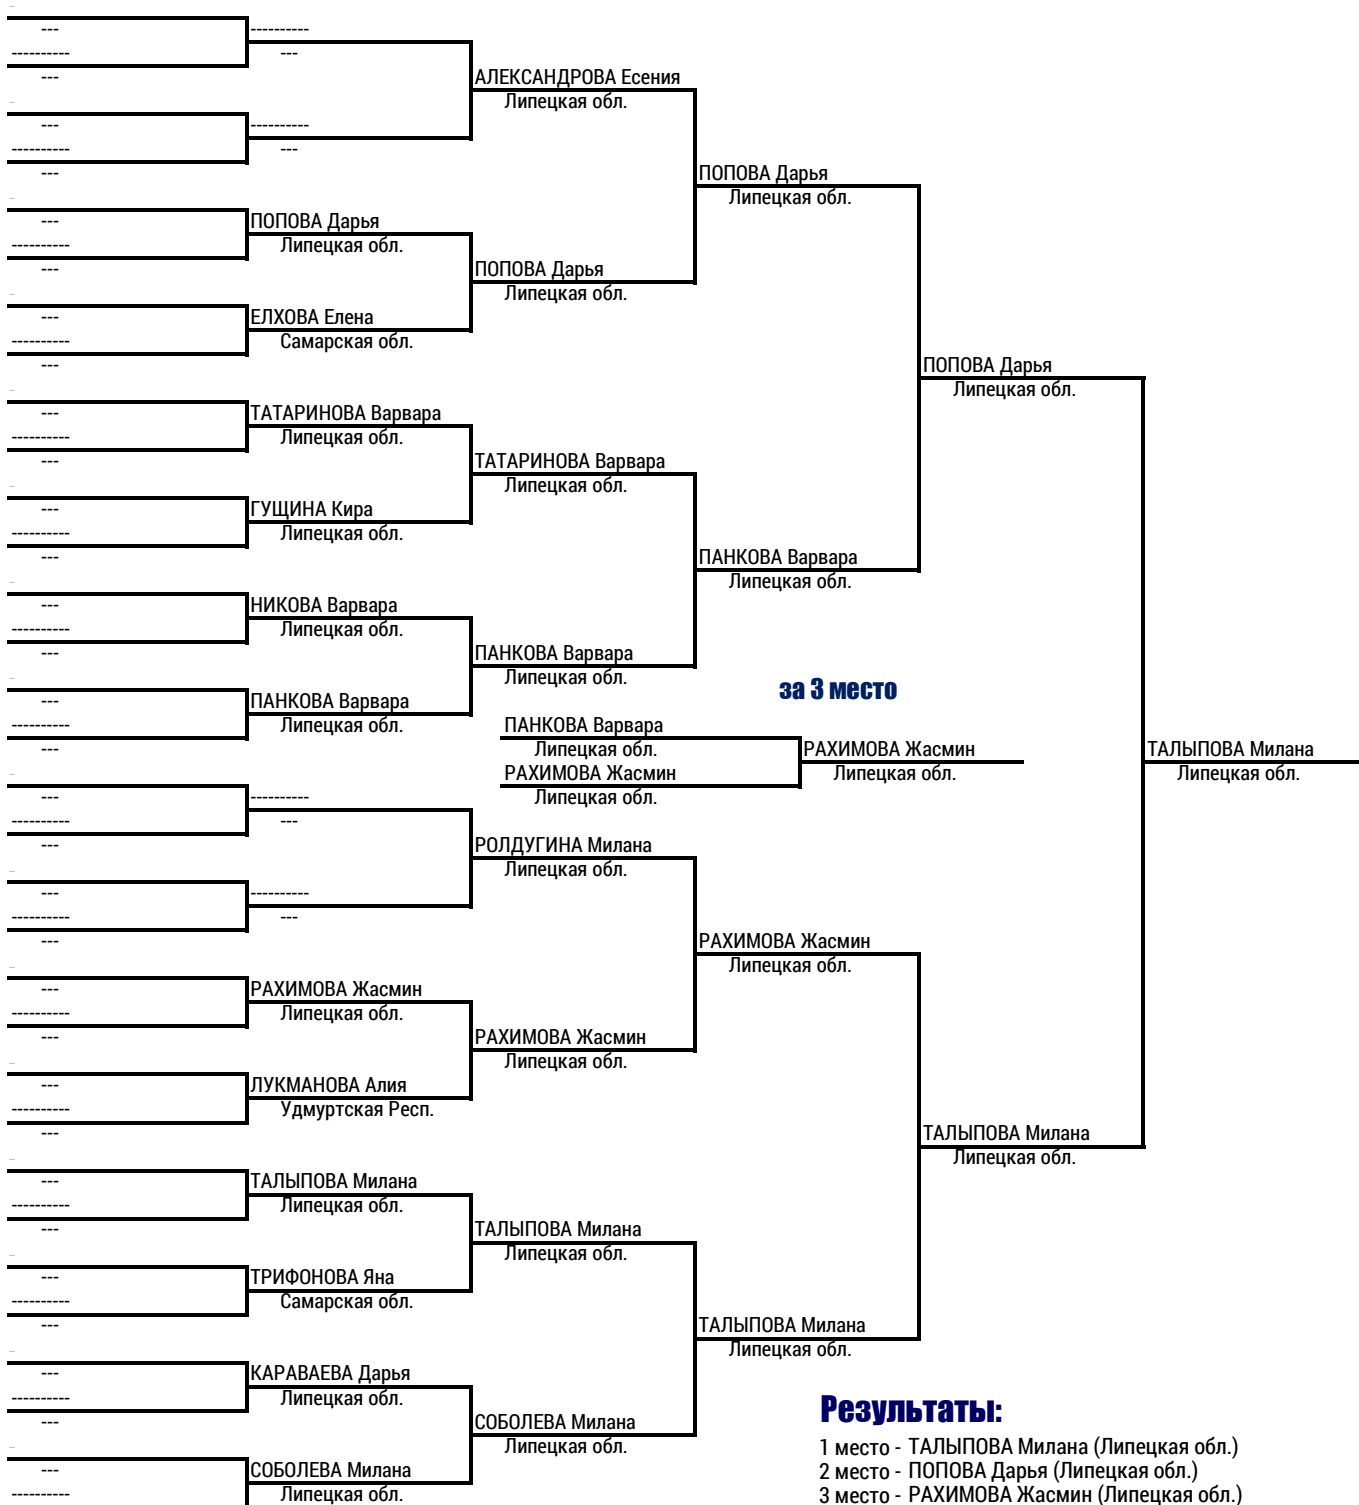 ---
----------
---
---
----------
---
---
----------
---
---
----------
---
---
----------
---
---
----------
---
---
----------
---
---
----------
---
---
----------
---
---
----------
---
---
----------
---
---
----------
---
---
----------
---
---
----------
---
---
----------
---
---
----------
----------
---
----------
---
ПОПОВА Дарья
Липецкая обл.
ЕЛХОВА Елена
Самарская обл.
ТАТАРИНОВА Варвара
Липецкая обл.
ГУЩИНА Кира
Липецкая обл.
НИКОВА Варвара
Липецкая обл.
ПАНКОВА Варвара
Липецкая обл.
----------
---
----------
---
РАХИМОВА Жасмин
Липецкая обл.
ЛУКМАНОВА Алия
Удмуртская Респ.
ТАЛЫПОВА Милана
Липецкая обл.
ТРИФОНОВА Яна
Самарская обл.
КАРАВАЕВА Дарья
Липецкая обл.
СОБОЛЕВА Милана
Липецкая обл.
АЛЕКСАНДРОВА Есения
Липецкая обл.
ПОПОВА Дарья
Липецкая обл.
ТАТАРИНОВА Варвара
Липецкая обл.
ПАНКОВА Варвара
Липецкая обл.
РОЛДУГИНА Милана
Липецкая обл.
РАХИМОВА Жасмин
Липецкая обл.
ТАЛЫПОВА Милана
Липецкая обл.
СОБОЛЕВА Милана
Липецкая обл.
ПОПОВА Дарья
Липецкая обл.
ПАНКОВА Варвара
Липецкая обл.
РАХИМОВА Жасмин
Липецкая обл.
ТАЛЫПОВА Милана
Липецкая обл.
ПОПОВА Дарья
Липецкая обл.
ТАЛЫПОВА Милана
Липецкая обл.
ТАЛЫПОВА Милана
Липецкая обл.
за 3 место
ПАНКОВА Варвара
Липецкая обл.
РАХИМОВА Жасмин
Липецкая обл.
РАХИМОВА Жасмин
Липецкая обл.
Результаты:
1 место - ТАЛЫПОВА Милана (Липецкая обл.)
2 место - ПОПОВА Дарья (Липецкая обл.)
3 место - РАХИМОВА Жасмин (Липецкая обл.)